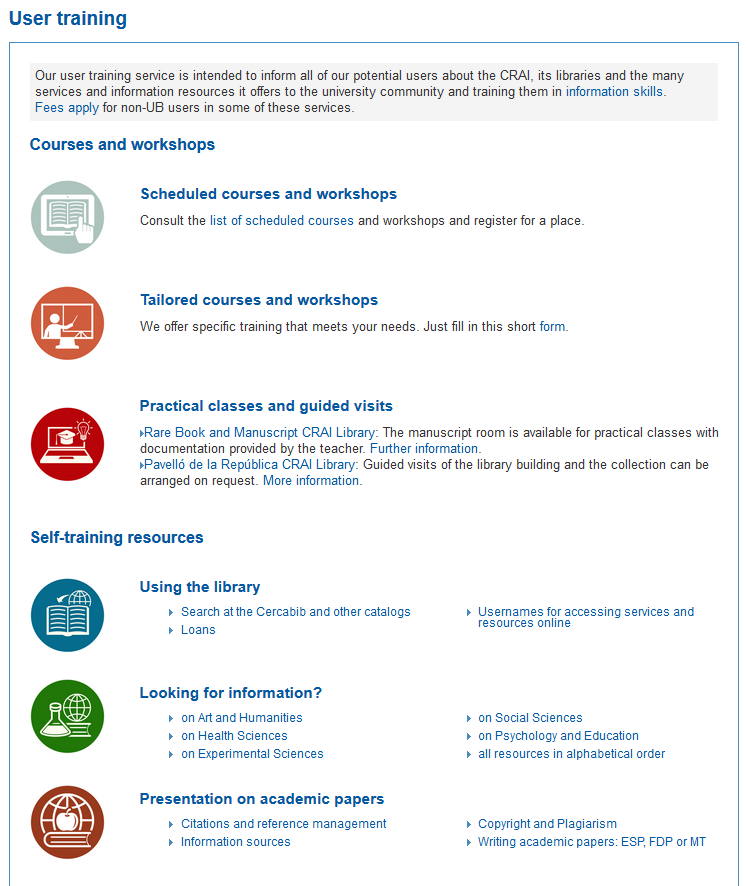 User training
Our user training service is intended to inform all of our potential users about the CRAI, its libraries and the many
services and information resources it offers to the university community and training them in information skills.
Fees apply for non-UB users in some of these services.
Courses and workshops
Scheduled courses and workshops
Consult the list of scheduled courses and workshops and register for a place.
Tailored courses and workshops
We offer specific training that meets your needs. Just fill in this short form.
Practical classes and guided visits
Rare Book and Manuscript CRAI Library: The manuscript room is available for practical classes with
documentation provided by the teacher. Further information.
Pavelló de la República CRAI Library: Guided visits of the library building and the collection can be
arranged on request. More information.
Self-training resources
Using the library
Search at the Cercabib and other catalogs
Loans
Usernames for accessing services and
resources online
Looking for information?
on Art and Humanities
on Health Sciences
on Experimental Sciences
on Social Sciences
on Psychology and Education
all resources in alphabetical order
Presentation on academic papers
Citations and reference management
Information sources
Copyright and Plagiarism
Writing academic papers: ESP, FDP or MT